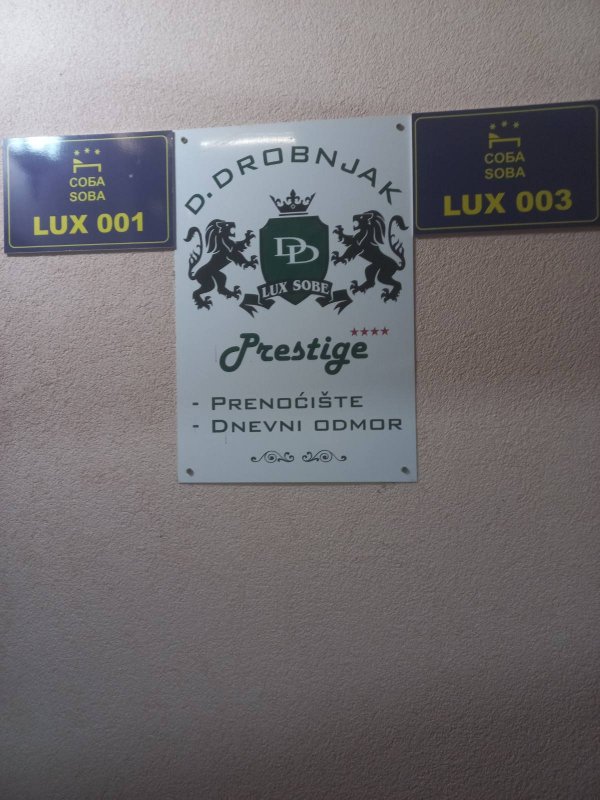 СОБА
SOBA
LUX 001
D. DROBNJAK
DD
LUX SOBE
Prestige
- PRENOĆIŠTE
- DNEVNI ODMOR
СОБА
SOBA
LUX 003